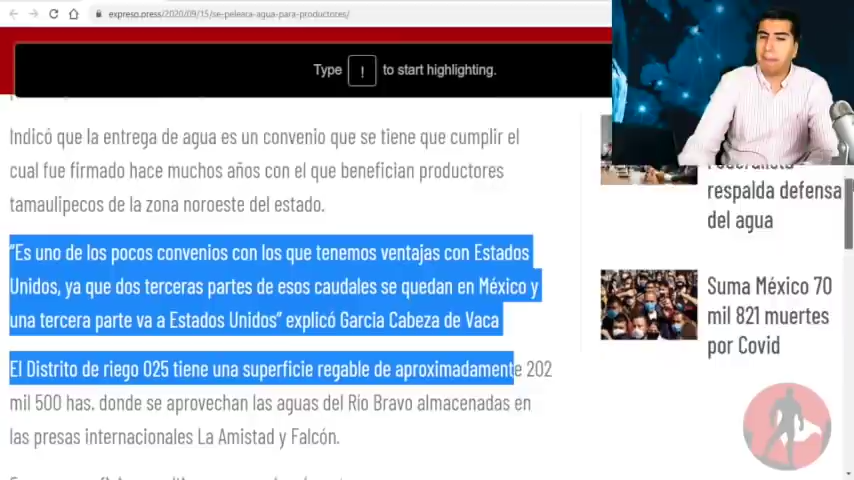 expreso.press/2020/09/15/se-peleara-agua-para-productores/
Type ! to start highlighting.
Indicó que la entrega de agua es un convenio que se tiene que cumplir el
cual fue firmado hace muchos años con el que benefician productores
tamaulipecos de la zona noroeste del estado.
"Es uno de los pocos convenios con los que tenemos ventajas con Estados
Unidos, ya que dos terceras partes de esos caudales se quedan en México y
una tercera parte va a Estados Unidos" explicó Garcia Cabeza de Vaca
El Distrito de riego 025 tiene una superficie regable de aproximadamente 202
mil 500 has. donde se aprovechan las aguas del Río Bravo almacenadas en
las presas internacionales La Amistad y Falcón.
respalda defensa
del agua
Suma México 70
mil 821 muertes
por Covid